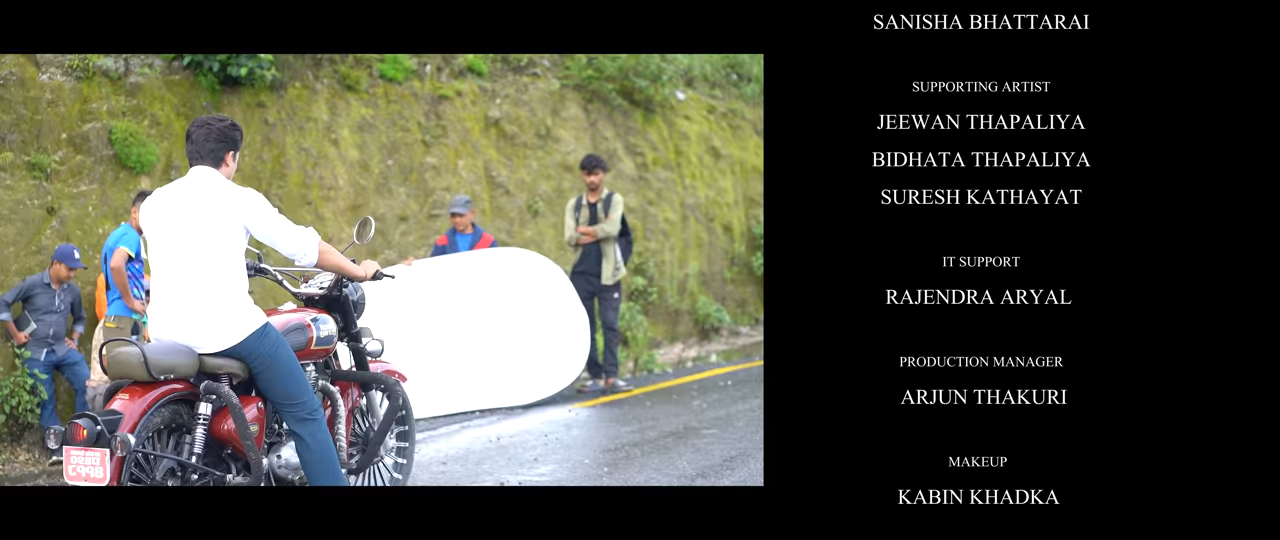 SANISHA BHATTARAI
SUPPORTING ARTIST
JEEWAN THAPALIYA
BIDHATA THAPALIYA
SURESH KATHAYAT
IT SUPPORT
RAJENDRA ARYAL
PRODUCTION MANAGER
ARJUN THAKURI
MAKEUP
KABIN KHADKA